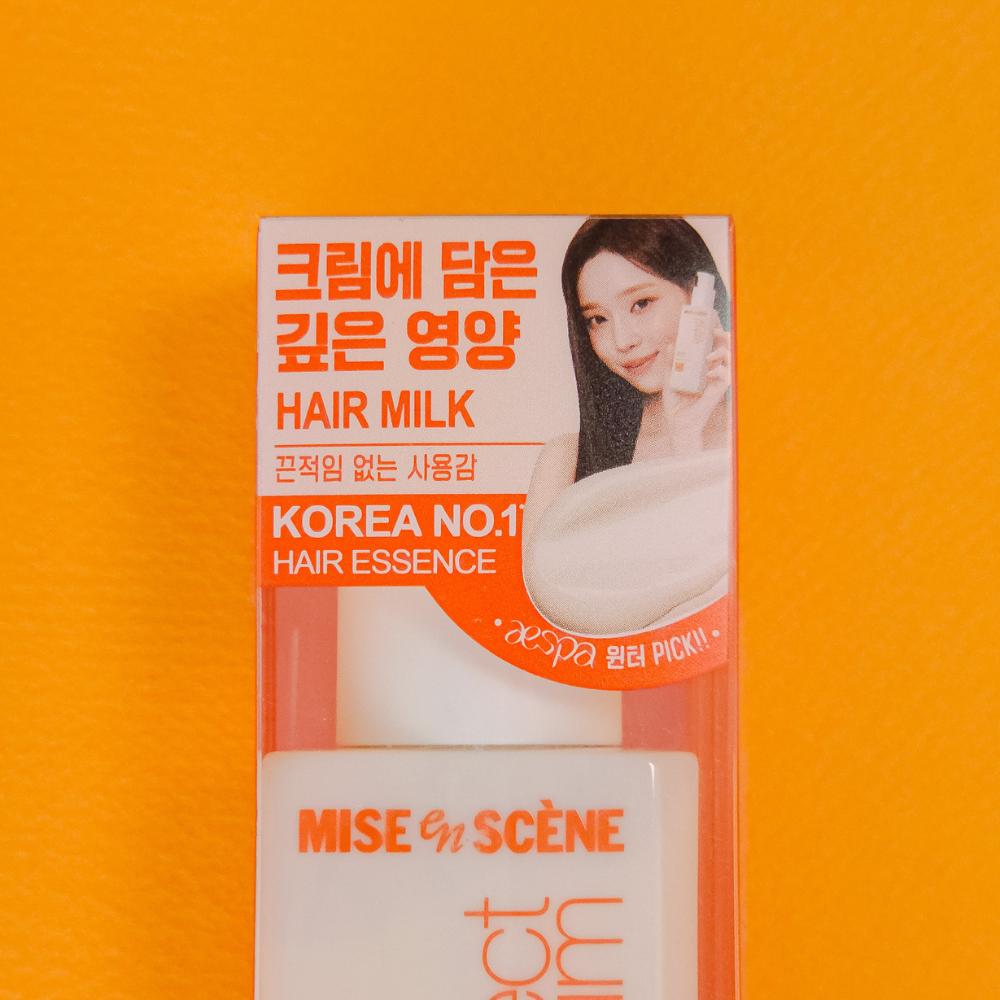 크림에 담은
깊은 영양
HAIR MILK
끈적임 없는 사용감
KOREA NO.1
HAIR ESSENCE
• aespa 윈터 PICK!! •
MISE en SCÈNE